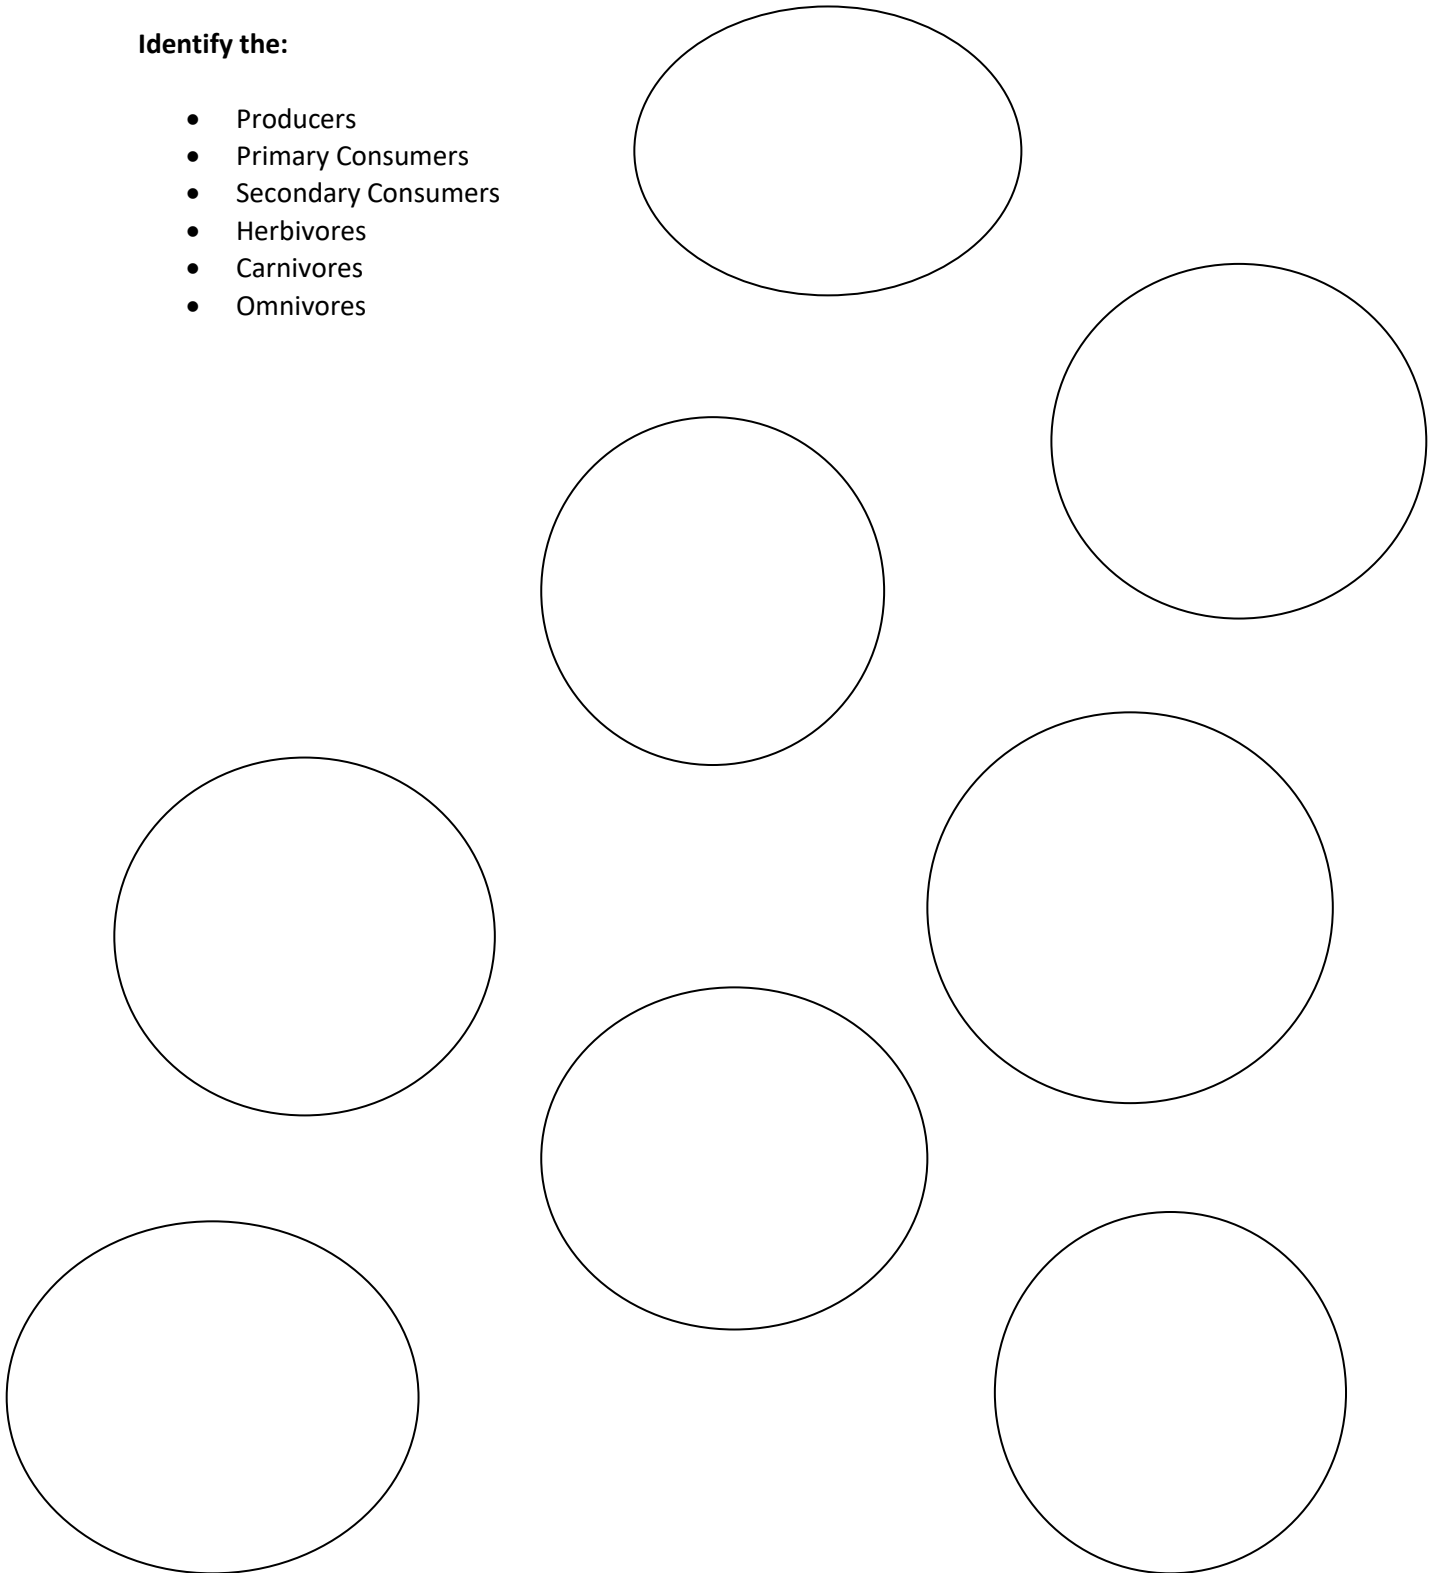 Identify the:
• Producers
• Primary Consumers
• Secondary Consumers
• Herbivores
• Carnivores
• Omnivores